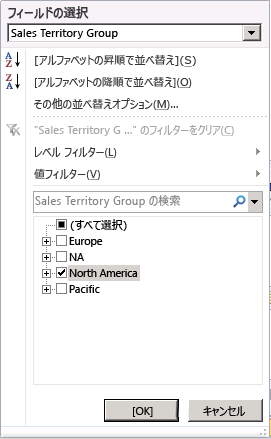 フィールドの選択
Sales Territory Group
[アルファベットの昇順で並べ替え](S)
[アルファベットの降順で並べ替え](O)
その他の並べ替えオプション(M)...
"Sales Territory G ..." のフィルターをクリア(C)
レベル フィルター(L)
値フィルター(V)
Sales Territory Group の検索
(すべて選択)
Europe
NA
North America
Pacific
[OK]
キャンセル